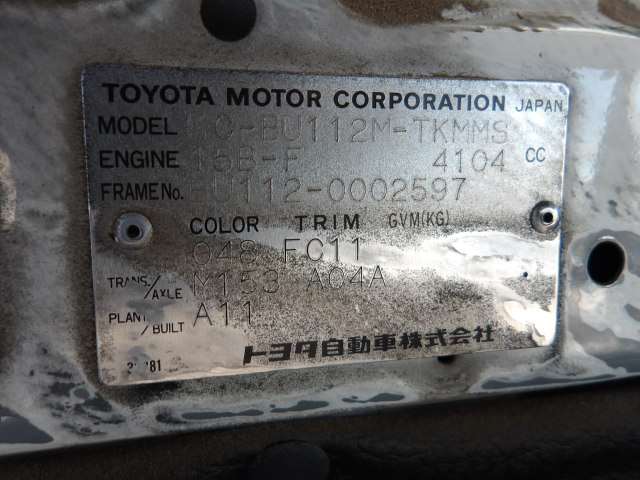 TOYOTA MOTOR CORPORATION JAPAN
MODEL KC-BU112M-TKMMS
ENGINE 15B-F 4104 CC
FRAME No. BU112-0002597
COLOR TRIM GVM(KG)
048 FC11
TRANS./AXLE M153 A04A
PLANT/BUILT A11
トヨタ自動車株式会社